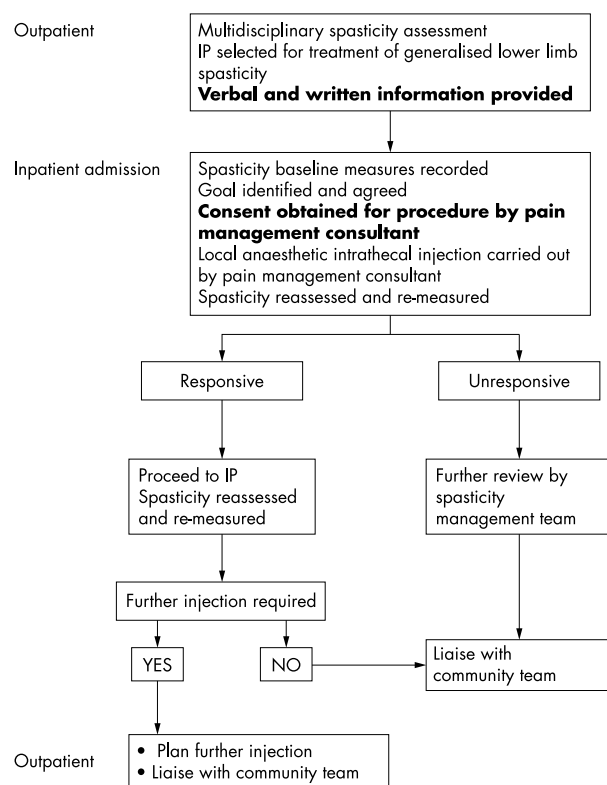 Outpatient
Multidisciplinary spasticity assessment
IP selected for treatment of generalised lower limb
spasticity
Verbal and written information provided
Inpatient admission
Spasticity baseline measures recorded
Goal identified and agreed
Consent obtained for procedure by pain
management consultant
Local anaesthetic intrathecal injection carried out
by pain management consultant
Spasticity reassessed and re-measured
Responsive
Unresponsive
Proceed to IP
Spasticity reassessed
and re-measured
Further review by
spasticity
management team
Further injection required
YES
NO
Liaise with
community team
Outpatient
• Plan further injection
• Liaise with community team